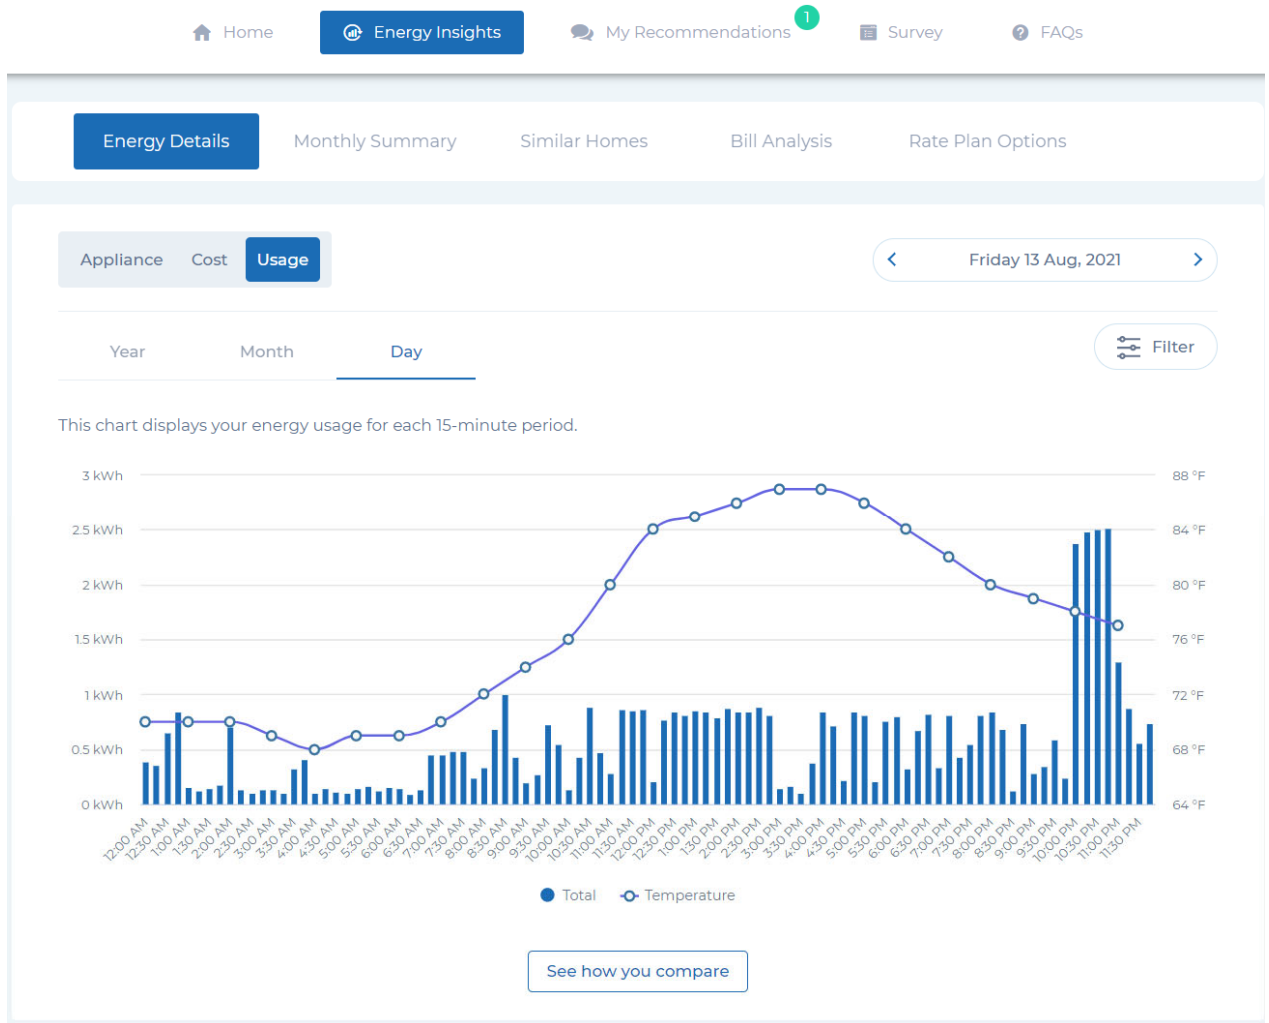 Home
Energy Insights
My Recommendations
1
Survey
FAQs
Energy Details
Monthly Summary
Similar Homes
Bill Analysis
Rate Plan Options
Appliance
Cost
Usage
Friday 13 Aug, 2021
Year
Month
Day
Filter
This chart displays your energy usage for each 15-minute period.
3 kWh
88 °F
2.5 kWh
84 °F
2 kWh
80 °F
1.5 kWh
76 °F
1 kWh
72 °F
0.5 kWh
68 °F
0 kWh
64 °F
12:00 AM
12:30 AM
1:00 AM
1:30 AM
2:00 AM
2:30 AM
3:00 AM
3:30 AM
4:00 AM
4:30 AM
5:00 AM
5:30 AM
6:00 AM
6:30 AM
7:00 AM
7:30 AM
8:00 AM
8:30 AM
9:00 AM
9:30 AM
10:00 AM
10:30 AM
11:00 AM
11:30 AM
12:00 PM
12:30 PM
1:00 PM
1:30 PM
2:00 PM
2:30 PM
3:00 PM
3:30 PM
4:00 PM
4:30 PM
5:00 PM
5:30 PM
6:00 PM
6:30 PM
7:00 PM
7:30 PM
8:00 PM
8:30 PM
9:00 PM
9:30 PM
10:00 PM
10:30 PM
11:00 PM
11:30 PM
Total
Temperature
See how you compare